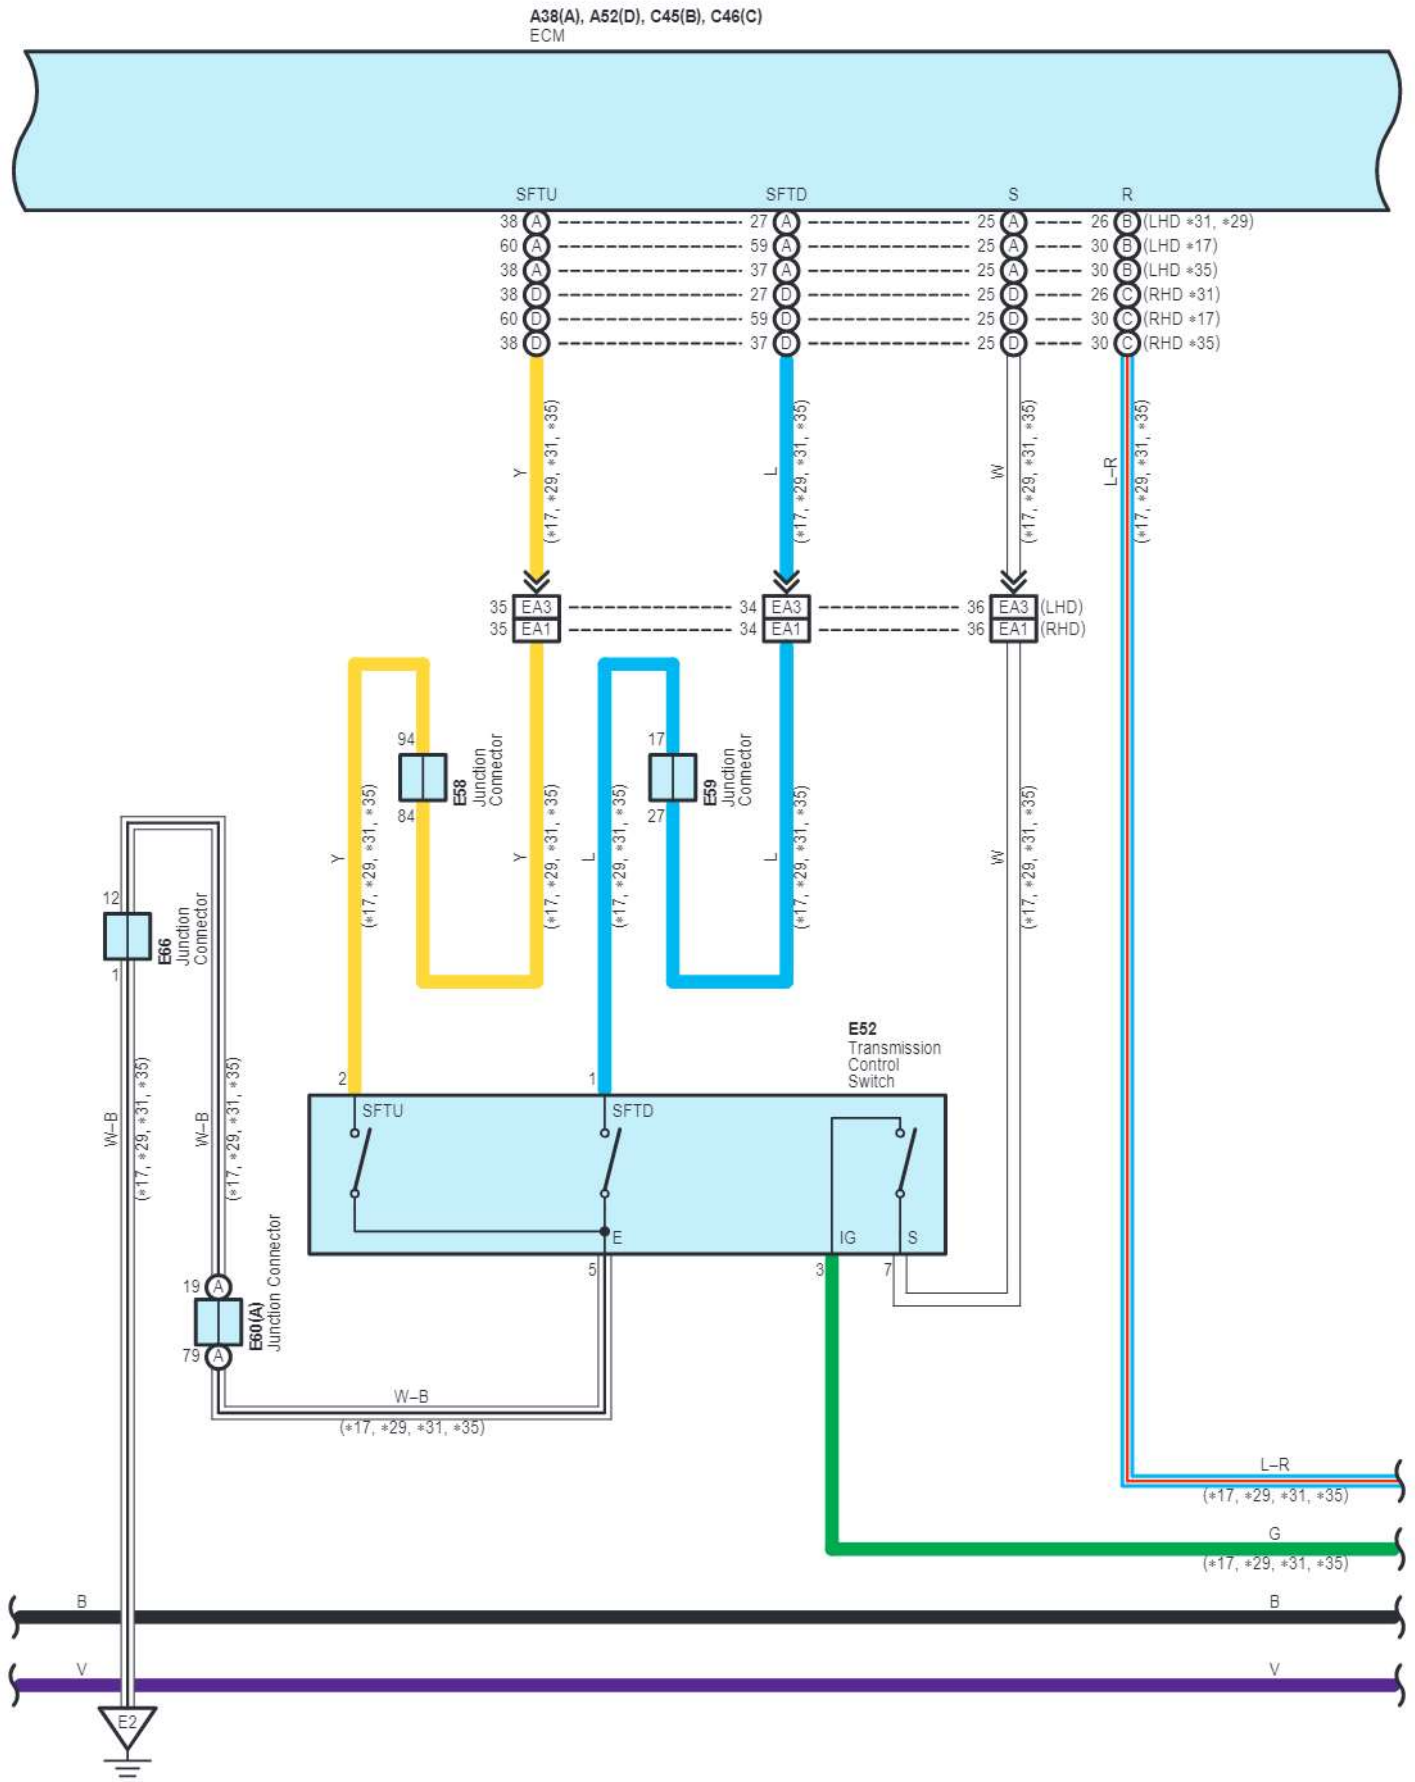 A38(A), A52(D), C45(B), C46(C)
ECM
SFTU SFTD S R
38 A 27 A 25 A 26 B (LHD *31, *29)
60 A 59 A 25 A 30 B (LHD *17)
38 A 37 A 25 A 30 B (LHD *35)
38 D 27 D 25 D 26 C (RHD *31)
60 D 59 D 25 D 30 C (RHD *17)
38 D 37 D 25 D 30 C (RHD *35)
Y
(*17, *29, *31, *35)
L
(*17, *29, *31, *35)
W
(*17, *29, *31, *35)
L–R
(*17, *29, *31, *35)
35 EA3 34 EA3 36 EA3 (LHD)
35 EA1 34 EA1 36 EA1 (RHD)
94
84
E58
Junction
Connector
17
27
E59
Junction
Connector
Y
(*17, *29, *31, *35)
Y
(*17, *29, *31, *35)
L
(*17, *29, *31, *35)
L
(*17, *29, *31, *35)
W
(*17, *29, *31, *35)
12
1
E66
Junction
Connector
W–B
(*17, *29, *31, *35)
W–B
(*17, *29, *31, *35)
E52
Transmission
Control
Switch
2 1
SFTU SFTD
E IG S
5 3 7
19 A
79 A
E60(A)
Junction Connector
W–B
(*17, *29, *31, *35)
L–R
(*17, *29, *31, *35)
G
(*17, *29, *31, *35)
B B
V V
E2